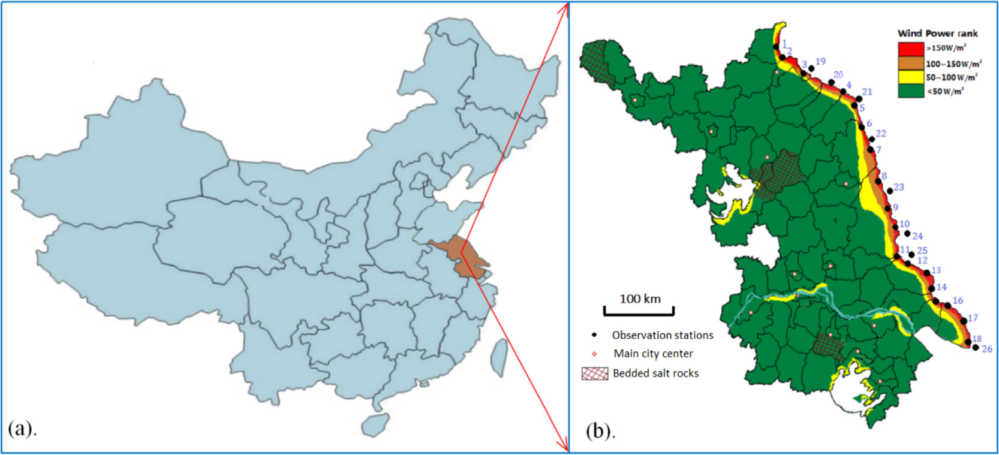 (a).
Wind Power rank
>150W/m²
100~150W/m²
50~100W/m²
<50W/m²
1
2
3
19
20
4
21
5
6
22
7
8
23
9
10
24
11
25
12
13
14
16
17
18
26
100 km
Observation stations
Main city center
Bedded salt rocks
(b).